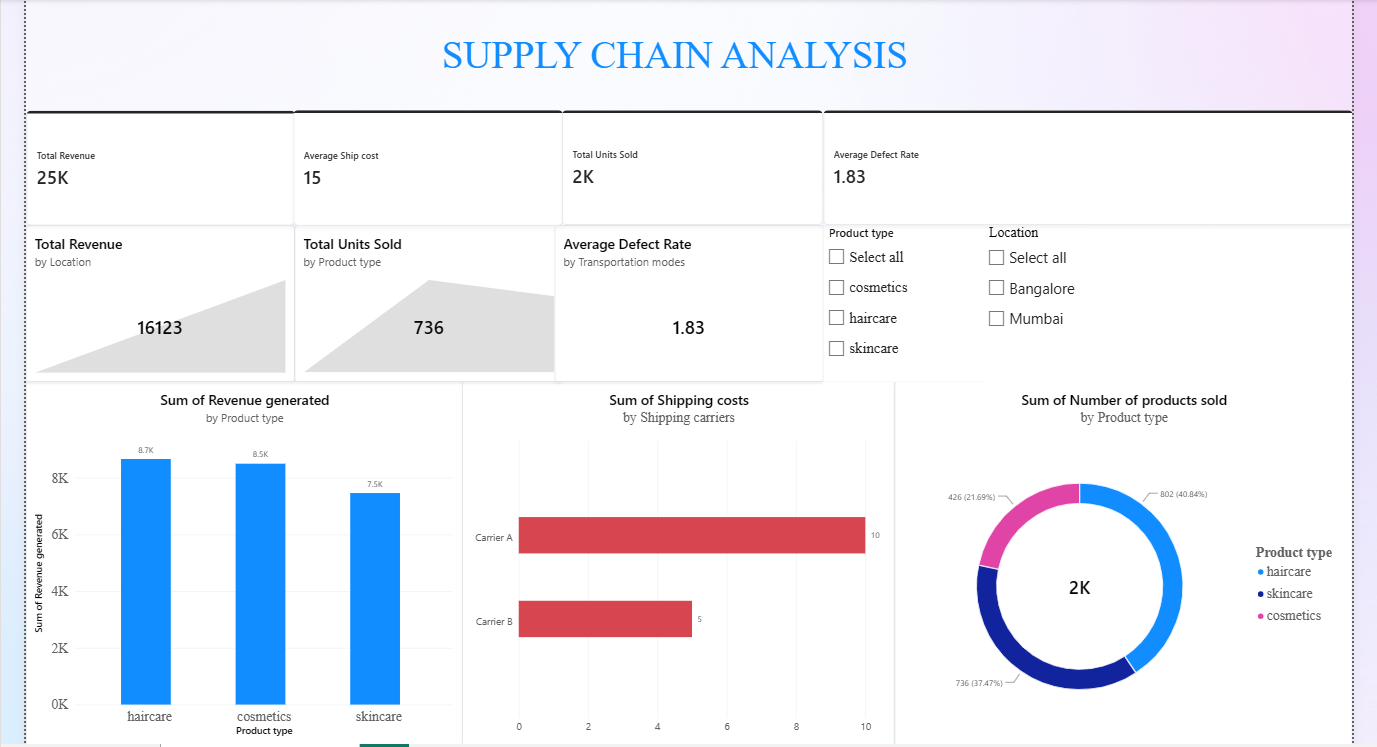 SUPPLY CHAIN ANALYSIS
Total Revenue
25K
Average Ship cost
15
Total Units Sold
2K
Average Defect Rate
1.83
Total Revenue
by Location
16123
Total Units Sold
by Product type
736
Average Defect Rate
by Transportation modes
1.83
Product type
Select all
cosmetics
haircare
skincare
Location
Select all
Bangalore
Mumbai
Sum of Revenue generated
by Product type
Sum of Revenue generated
8K
6K
4K
2K
0K
8.7K
8.5K
7.5K
haircare
cosmetics
skincare
Product type
Sum of Shipping costs
by Shipping carriers
Carrier A
10
Carrier B
5
0
2
4
6
8
10
Sum of Number of products sold
by Product type
426 (21.69%)
802 (40.84%)
2K
736 (37.47%)
Product type
haircare
skincare
cosmetics